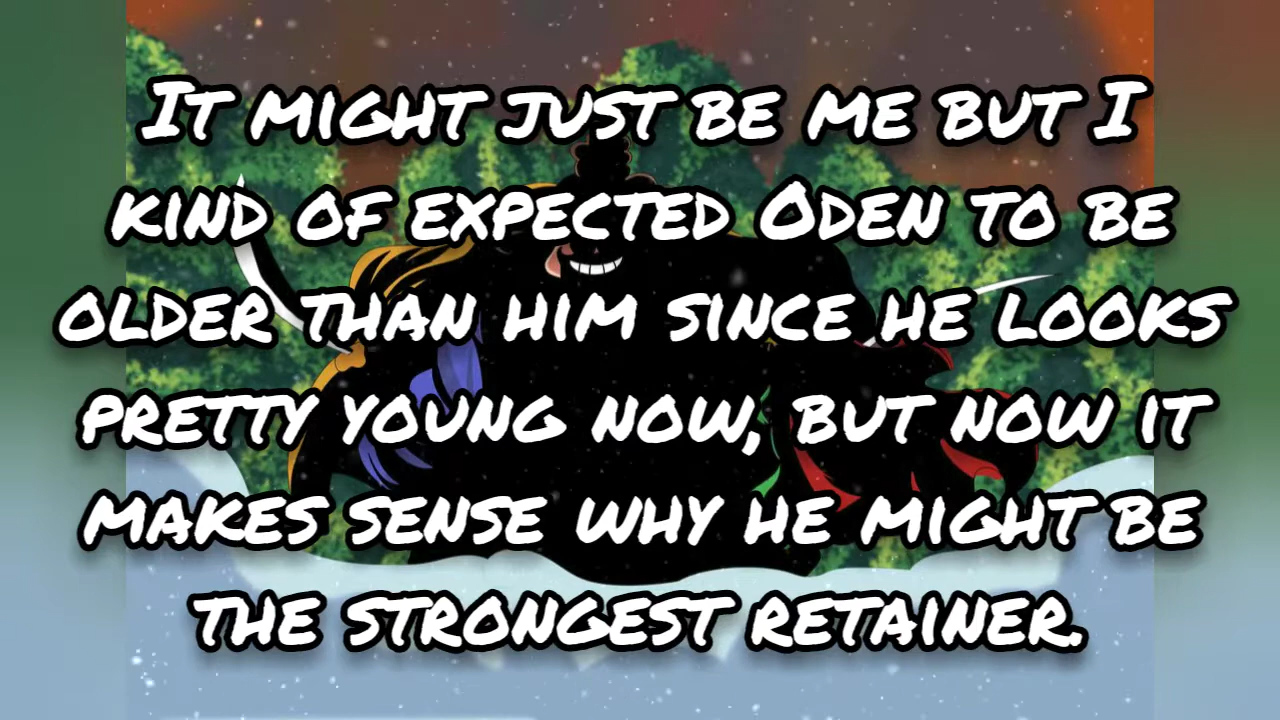 It might just be me but I
kind of expected Oden to be
older than him since he looks
pretty young now, but now it
makes sense why he might be
the strongest retainer.